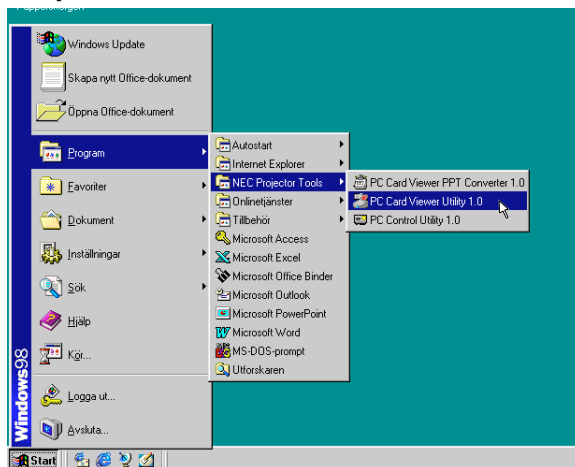 Papperskorgen
Windows Update
Skapa nytt Office-dokument
Öppna Office-dokument
Program
Favoriter
Dokument
Inställningar
Sök
Hjälp
Kör...
Logga ut...
Avsluta...
Windows98
Autostart
Internet Explorer
NEC Projector Tools
Onlinetjänster
Tillbehör
Microsoft Access
Microsoft Excel
Microsoft Office Binder
Microsoft Outlook
Microsoft PowerPoint
Microsoft Word
MS-DOS-prompt
Utforskaren
PC Card Viewer PPT Converter 1.0
PC Card Viewer Utility 1.0
PC Control Utility 1.0
Start